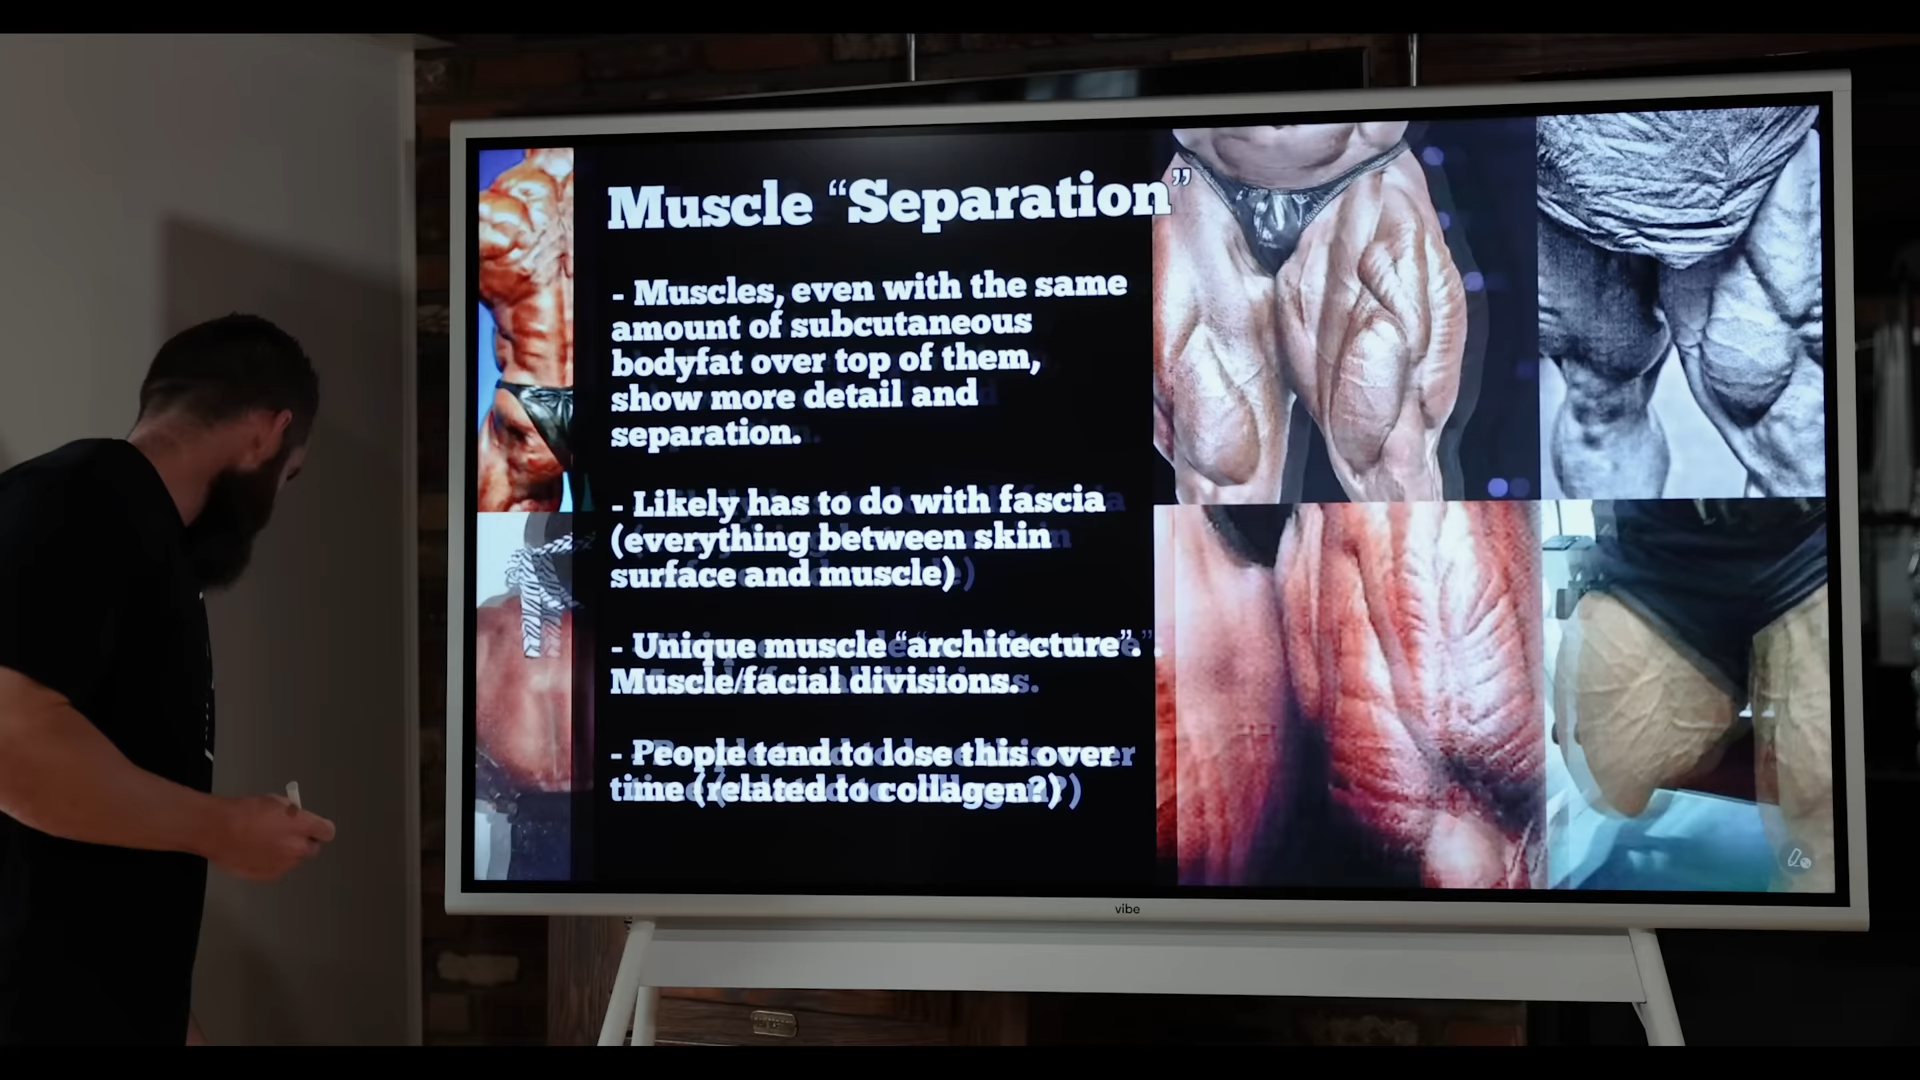 Muscle “Separation”
- Muscles, even with the same
amount of subcutaneous
bodyfat over top of them,
show more detail and
separation.
- Likely has to do with fascia
(everything between skin
surface and muscle)
- Unique muscle “architecture”.
Muscle/facial divisions.
- People tend to lose this over
time (related to collagen?)
vibe